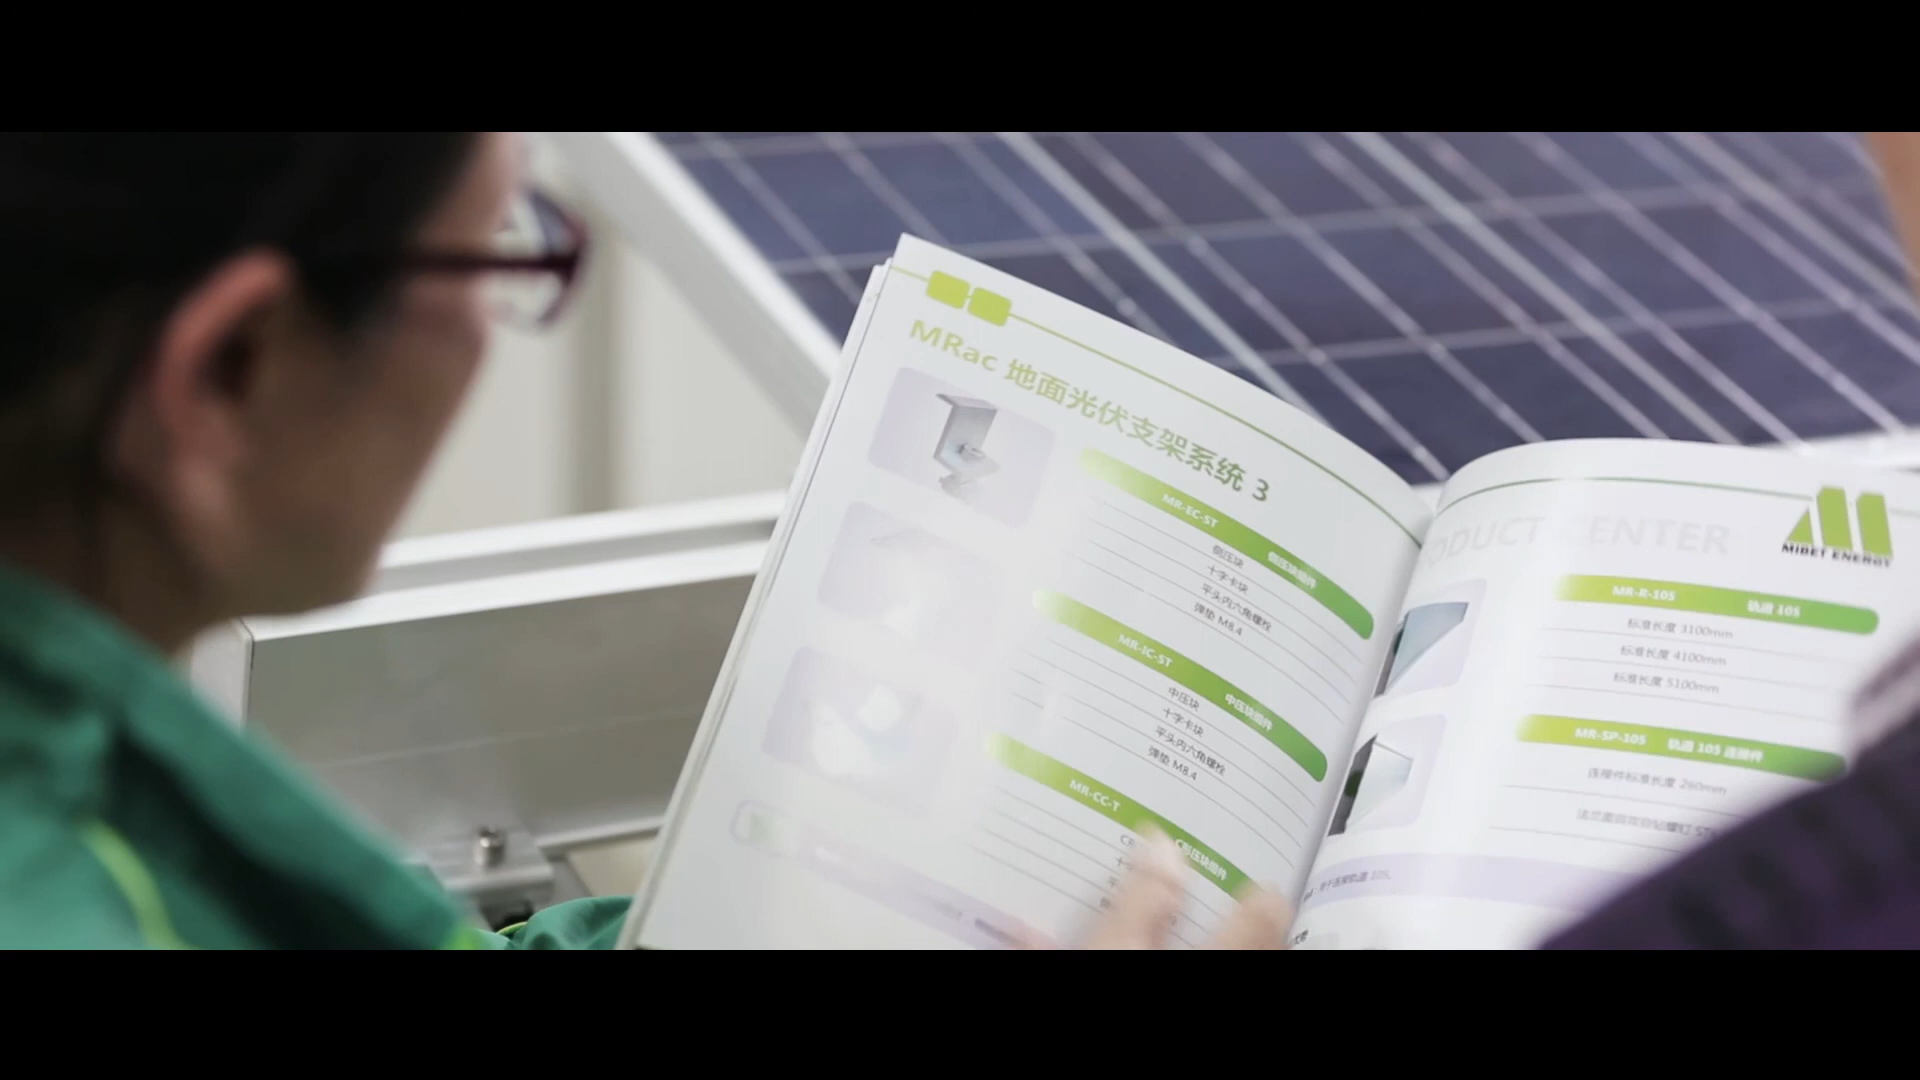 MRac 地面光伏支架系统 3
MR-EC-ST 侧压块组件
侧压块
十字卡块
平头内六角螺栓
弹垫 M8.4
MR-IC-ST 中压块组件
中压块
十字卡块
平头内六角螺栓
弹垫 M8.4
MR-CC-T C形压块组件
PRODUCT CENTER
MIBET ENERGY
MR-R-105 轨道 105
标准长度 3100mm
标准长度 4100mm
标准长度 5100mm
MR-SP-105 轨道 105 连接件
连接件标准长度 260mm